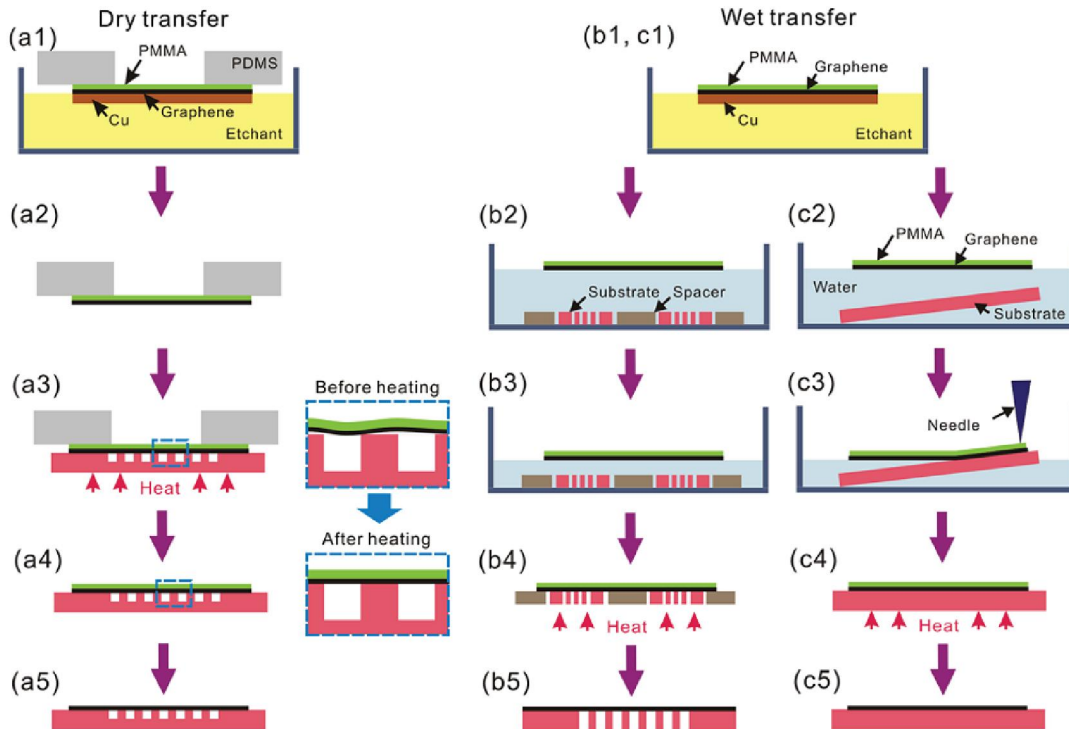 Dry transfer
Wet transfer
(a1)
PMMA
PDMS
Graphene
Cu
Etchant
(b1, c1)
PMMA
Graphene
Cu
Etchant
(a2)
(b2)
Substrate
Spacer
(c2)
PMMA
Graphene
Water
Substrate
(a3)
Heat
Before heating
After heating
(b3)
(c3)
Needle
(a4)
(b4)
Heat
(c4)
Heat
(a5)
(b5)
(c5)